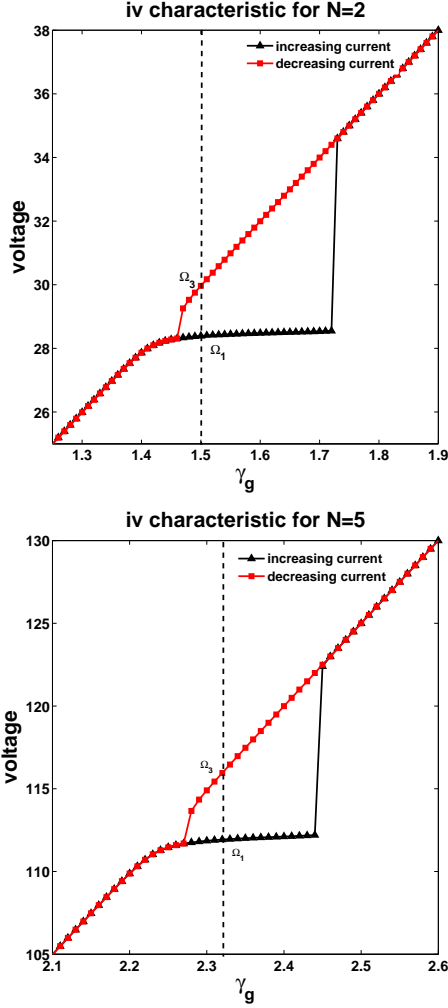 iv characteristic for N=2
38
36
34
32
30
28
26
voltage
increasing current
decreasing current
Ω3
Ω1
1.3 1.4 1.5 1.6 1.7 1.8 1.9
γg
iv characteristic for N=5
130
125
120
115
110
105
voltage
increasing current
decreasing current
Ω3
Ω1
2.1 2.2 2.3 2.4 2.5 2.6
γg